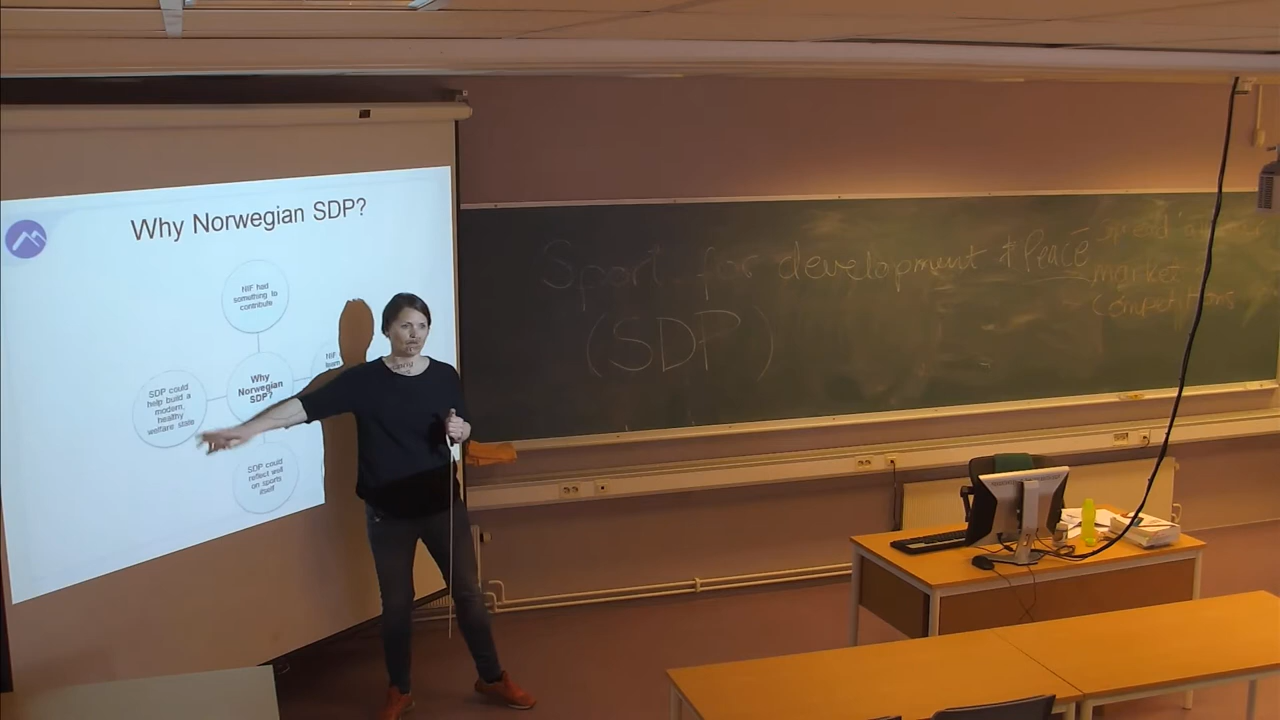 Why Norwegian SDP?
NIF had
something to
contribute
NIF
learn
Why
Norwegian
SDP?
SDP could
help build a
modern,
healthy
welfare state
SDP could
reflect well
on sports
itself
Sport for development & Peace
(SDP)
Spread
market
Competitions